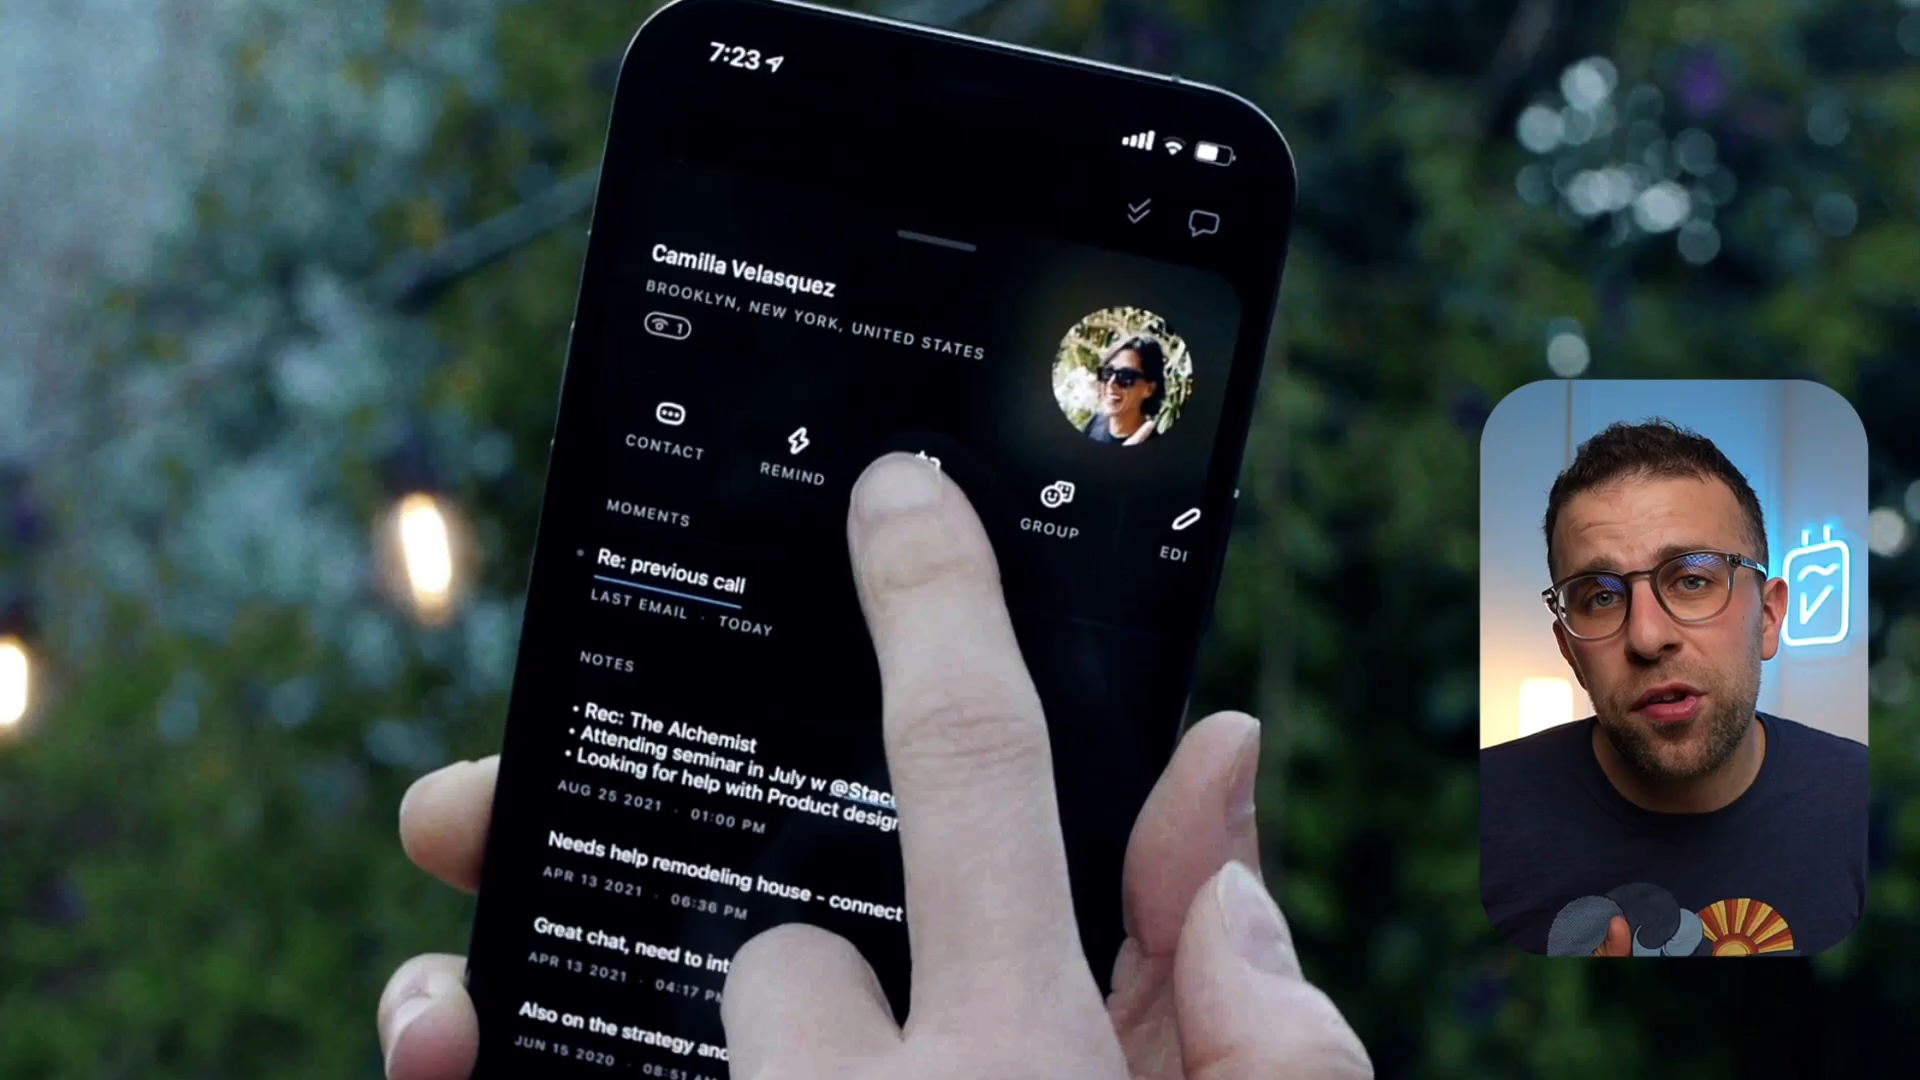 7:23
Camilla Velasquez
BROOKLYN, NEW YORK, UNITED STATES
1
CONTACT
REMIND
GROUP
EDI
MOMENTS
Re: previous call
LAST EMAIL · TODAY
NOTES
• Rec: The Alchemist
• Attending seminar in July w @Stac
• Looking for help with Product design
AUG 25 2021 · 01:00 PM
Needs help remodeling house - connect
APR 13 2021 · 06:36 PM
Great chat, need to int
APR 13 2021 · 04:17 PM
Also on the strategy and
JUN 15 2020 · 08:51 AM